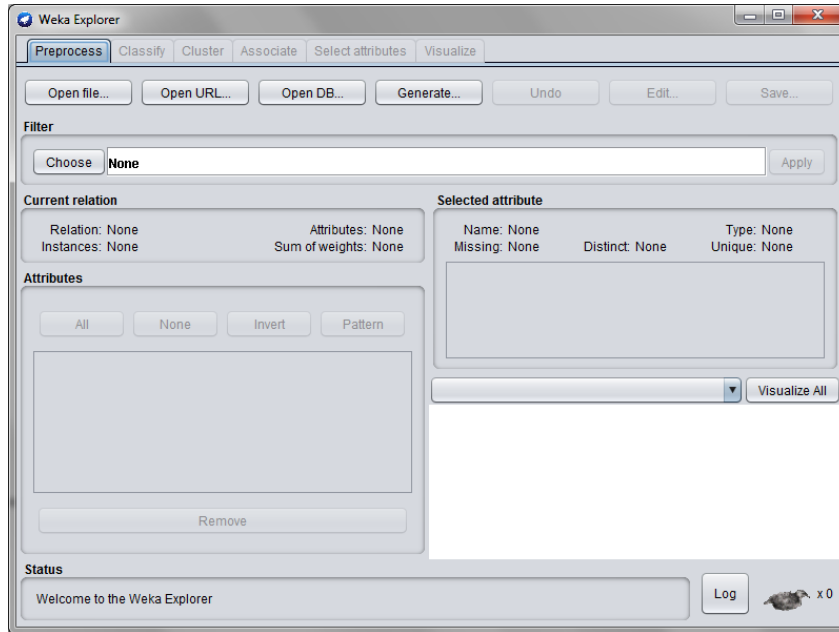 Weka Explorer
Preprocess Classify Cluster Associate Select attributes Visualize
Open file... Open URL... Open DB... Generate... Undo Edit... Save...
Filter
Choose None Apply
Current relation
Relation: None Attributes: None
Instances: None Sum of weights: None
Selected attribute
Name: None Type: None
Missing: None Distinct: None Unique: None
Attributes
All None Invert Pattern
Remove
Visualize All
Status
Welcome to the Weka Explorer
Log x 0